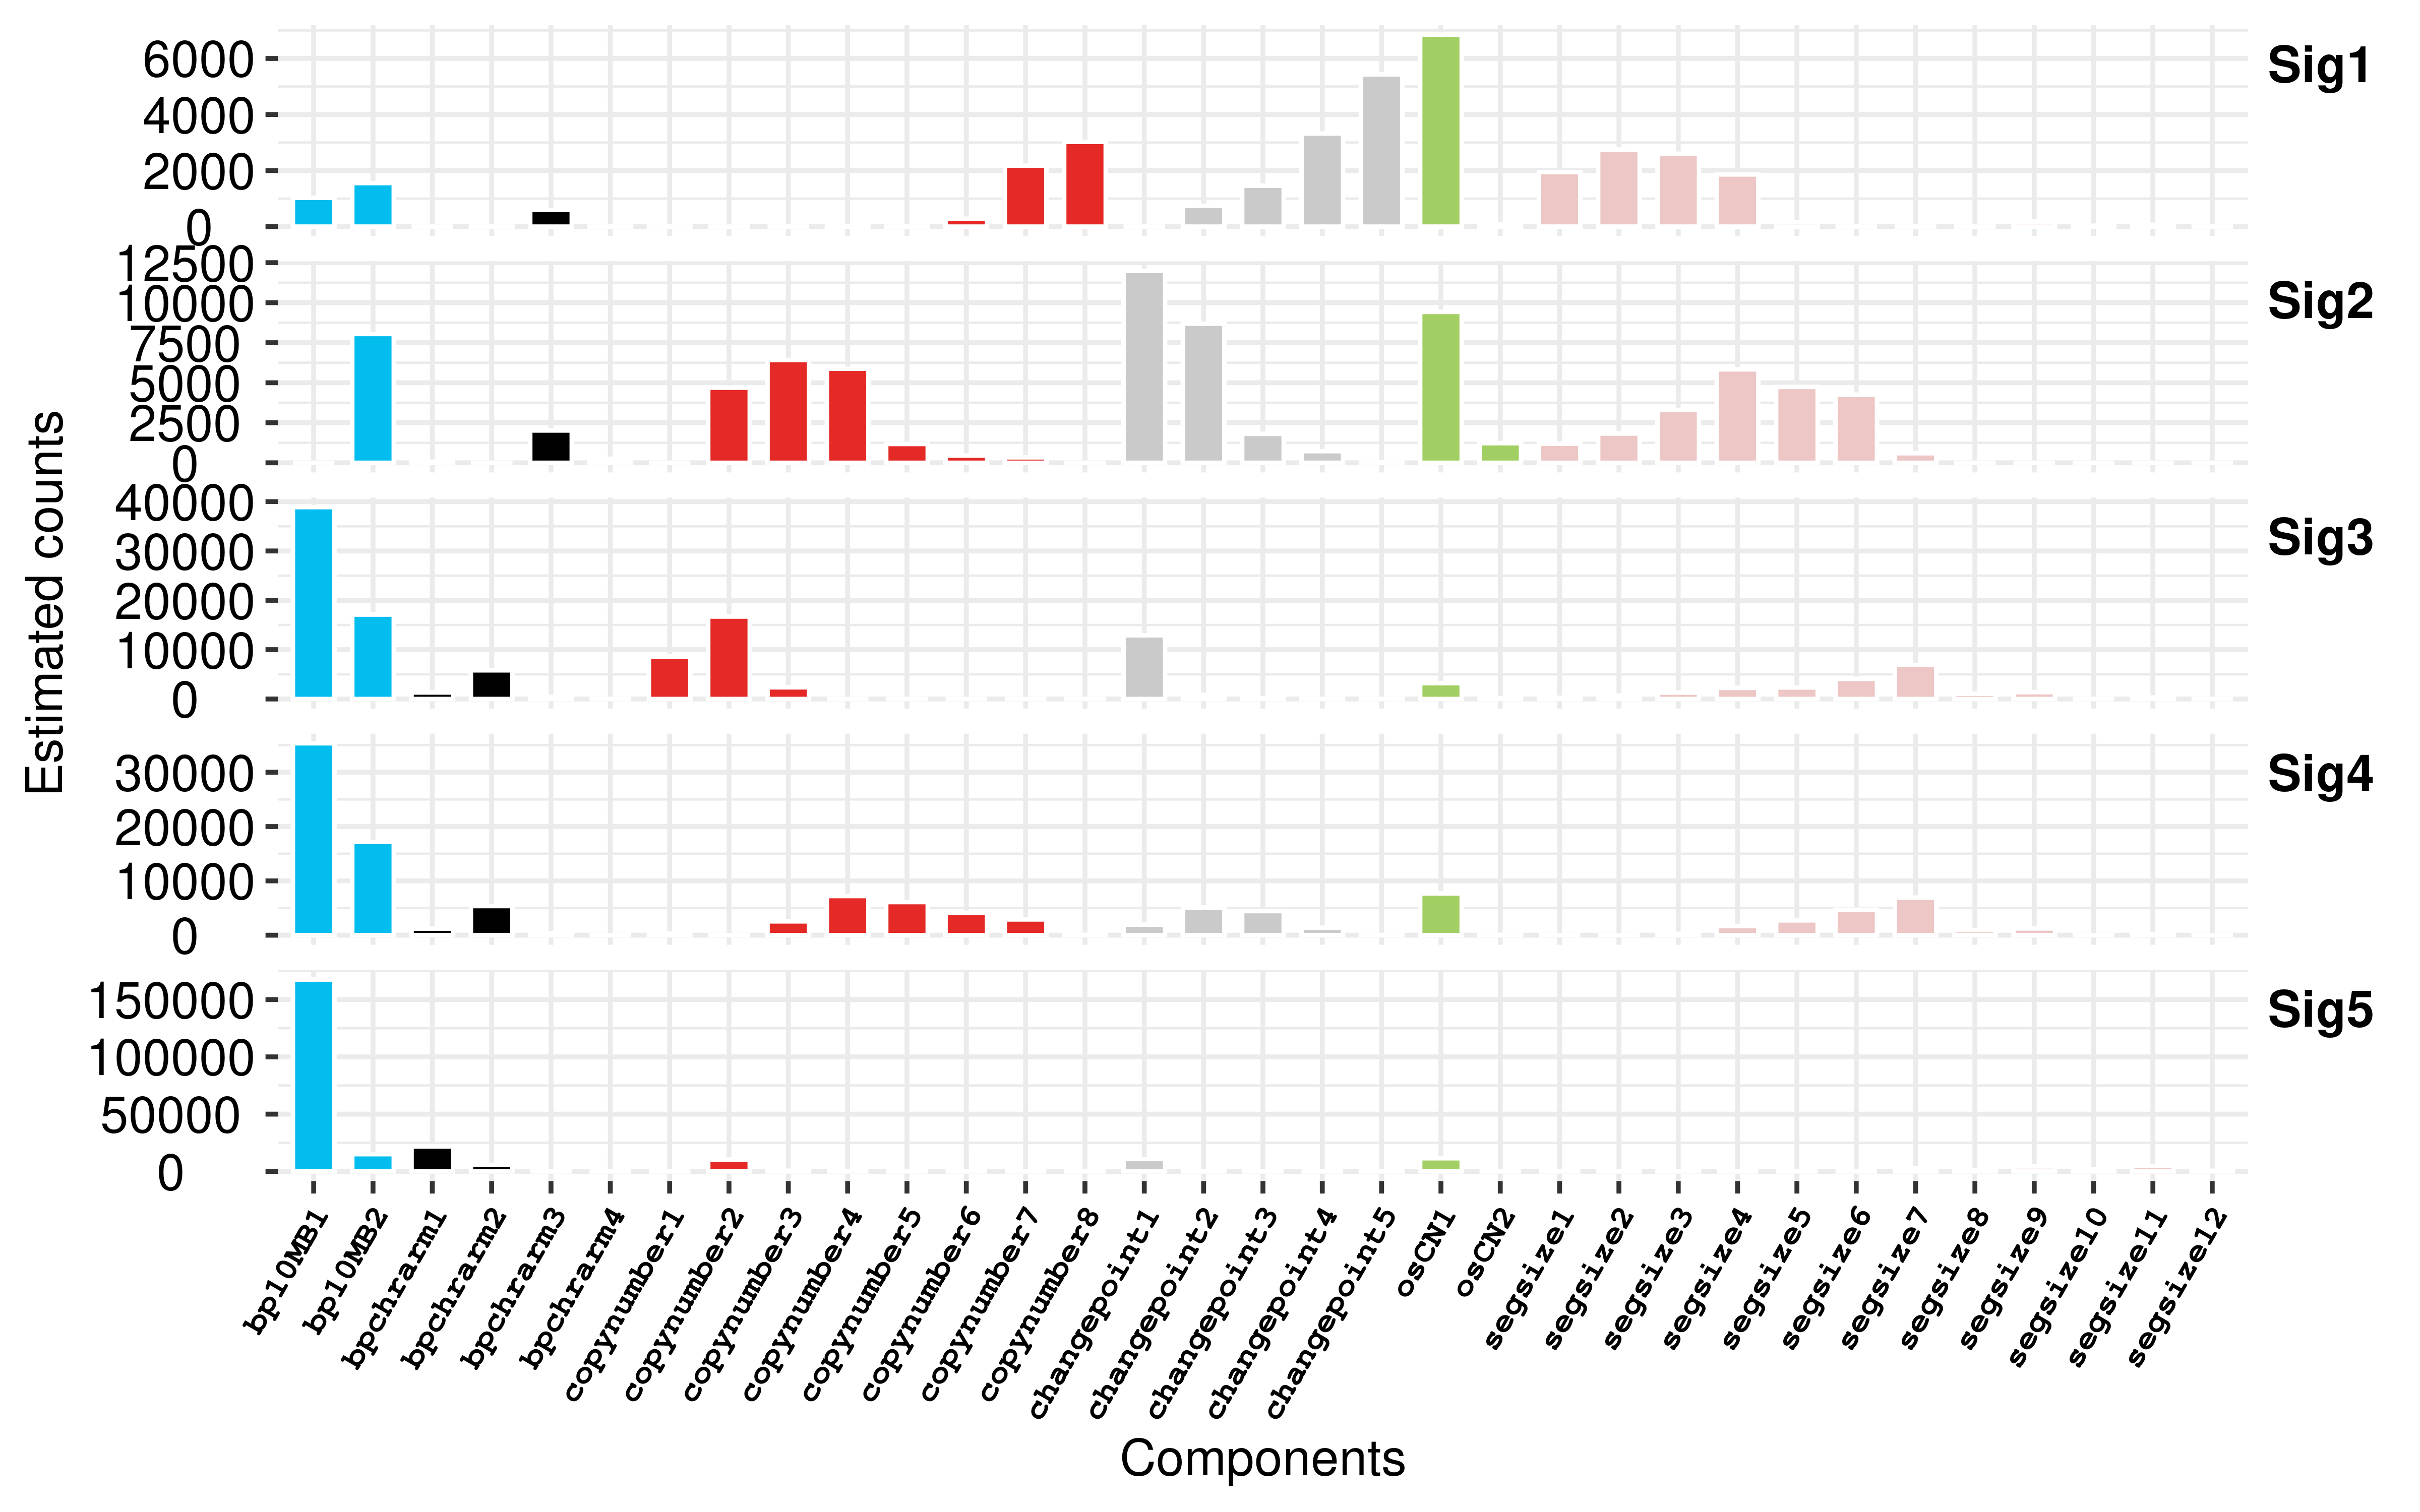 Estimated counts
6000
4000
2000
0
Sig1
12500
10000
7500
5000
2500
0
Sig2
40000
30000
20000
10000
0
Sig3
30000
20000
10000
0
Sig4
150000
100000
50000
0
Sig5
bp10MB1
bp10MB2
bpchrarm1
bpchrarm2
bpchrarm3
bpchrarm4
copynumber1
copynumber2
copynumber3
copynumber4
copynumber5
copynumber6
copynumber7
copynumber8
changepoint1
changepoint2
changepoint3
changepoint4
changepoint5
osCN1
osCN2
segsize1
segsize2
segsize3
segsize4
segsize5
segsize6
segsize7
segsize8
segsize9
segsize10
segsize11
segsize12
Components